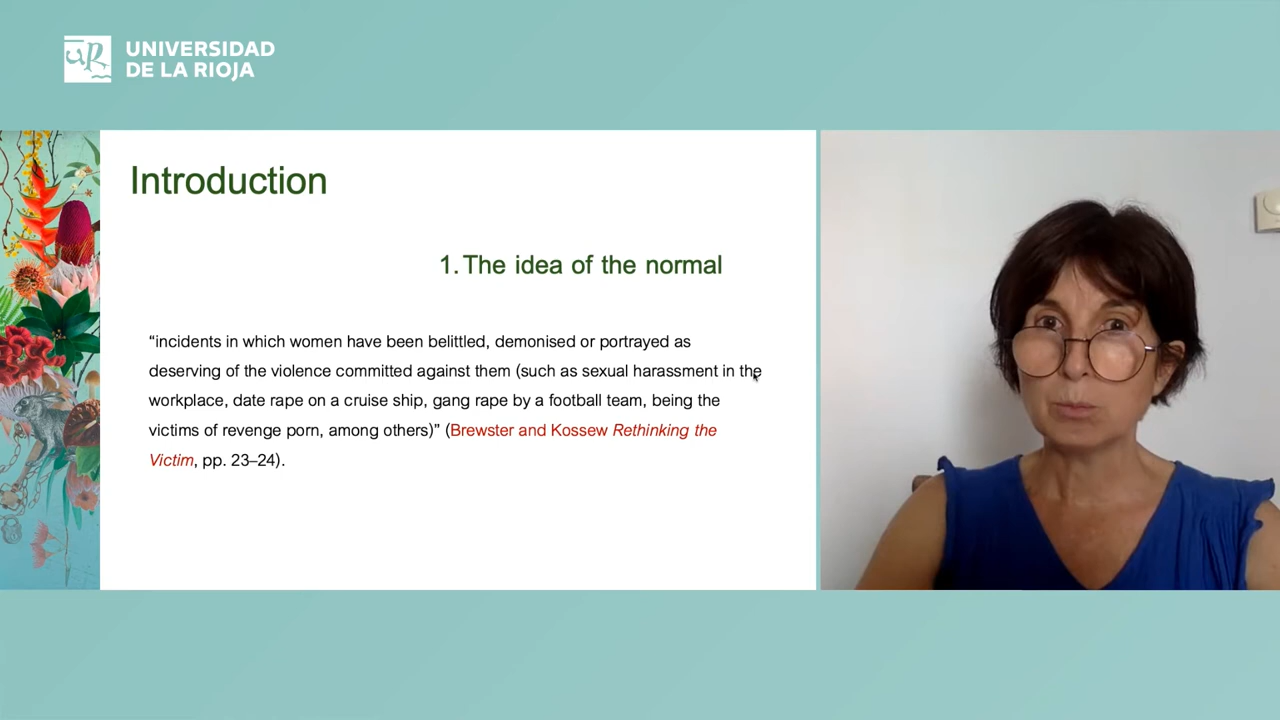 UNIVERSIDAD
DE LA RIOJA
Introduction
1. The idea of the normal
“incidents in which women have been belittled, demonised or portrayed as
deserving of the violence committed against them (such as sexual harassment in the
workplace, date rape on a cruise ship, gang rape by a football team, being the
victims of revenge porn, among others)” (Brewster and Kossew Rethinking the
Victim, pp. 23–24).